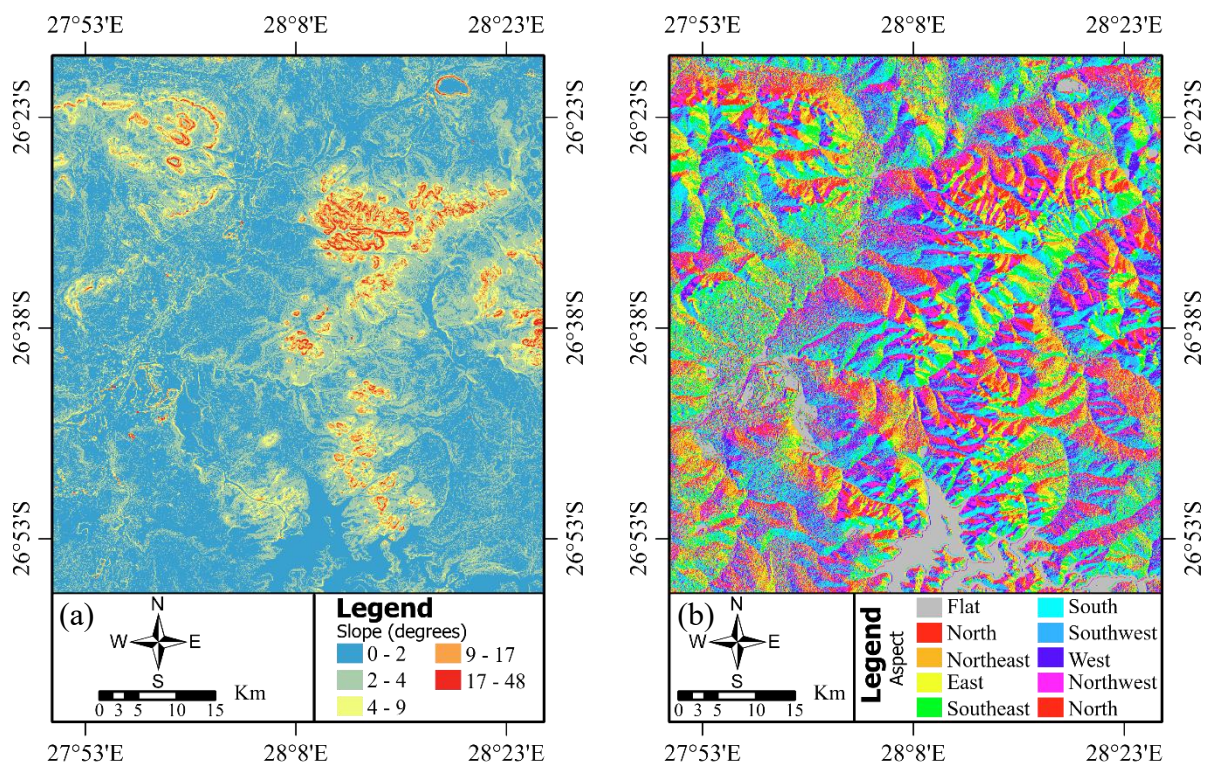 27°53'E 28°8'E 28°23'E 27°53'E 28°8'E 28°23'E
26°23'S 26°23'S 26°23'S 26°23'S
26°38'S 26°38'S 26°38'S 26°38'S
26°53'S 26°53'S 26°53'S 26°53'S
(a)
N
W E
S
Km
0 3 5 10 15
Legend
Slope (degrees)
0 - 2 9 - 17
2 - 4 17 - 48
4 - 9
(b)
N
W E
S
Km
0 3 5 10 15
Legend
Aspect
Flat South
North Southwest
Northeast West
East Northwest
Southeast North
27°53'E 28°8'E 28°23'E 27°53'E 28°8'E 28°23'E